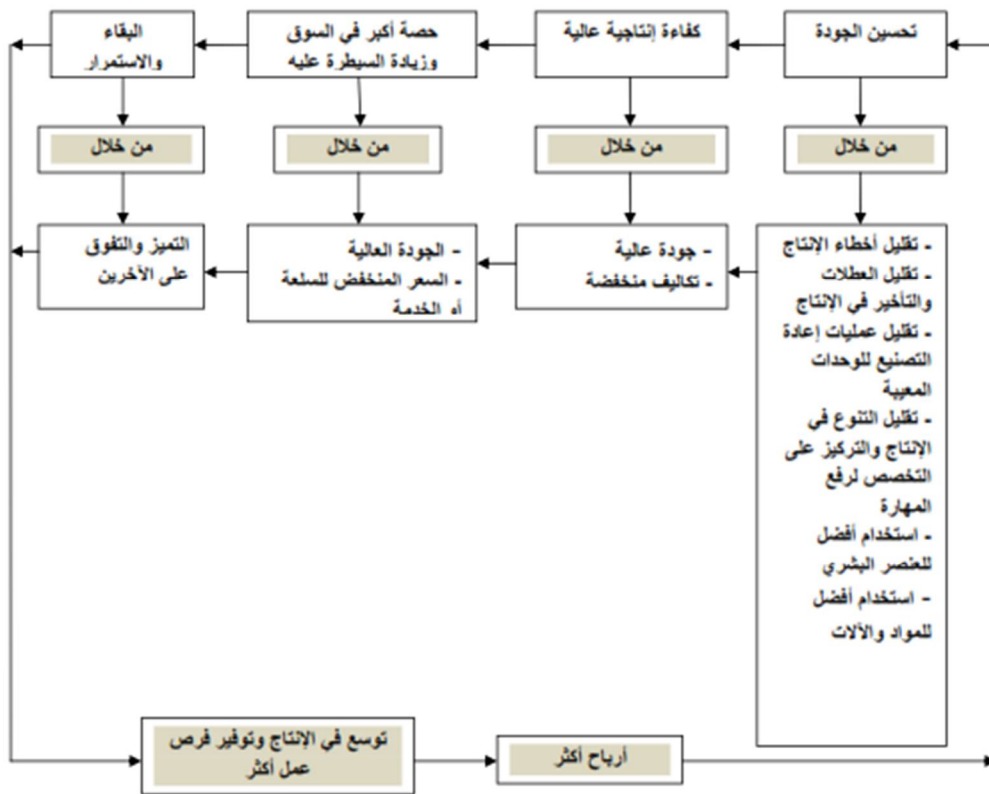 تحسين الجودة
كفاءة إنتاجية عالية
حصة أكبر في السوق
وزيادة السيطرة عليه
البقاء
والاستمرار
من خلال
من خلال
من خلال
من خلال
- تقليل أخطاء الإنتاج
- تقليل العطلات
والتأخير في الإنتاج
- تقليل عمليات إعادة
التصنيع للوحدات
المعيبة
- تقليل التنوع في
الإنتاج والتركيز على
التخصص لرفع
المهارة
- استخدام أفضل
للعنصر البشري
- استخدام أفضل
للمواد والآلات
- جودة عالية
- تكاليف منخفضة
- الجودة العالية
- السعر المنخفض للسلعة
أو الخدمة
التميز والتفوق
على الآخرين
توسع في الإنتاج وتوفير فرص
عمل أكثر
أرباح أكثر